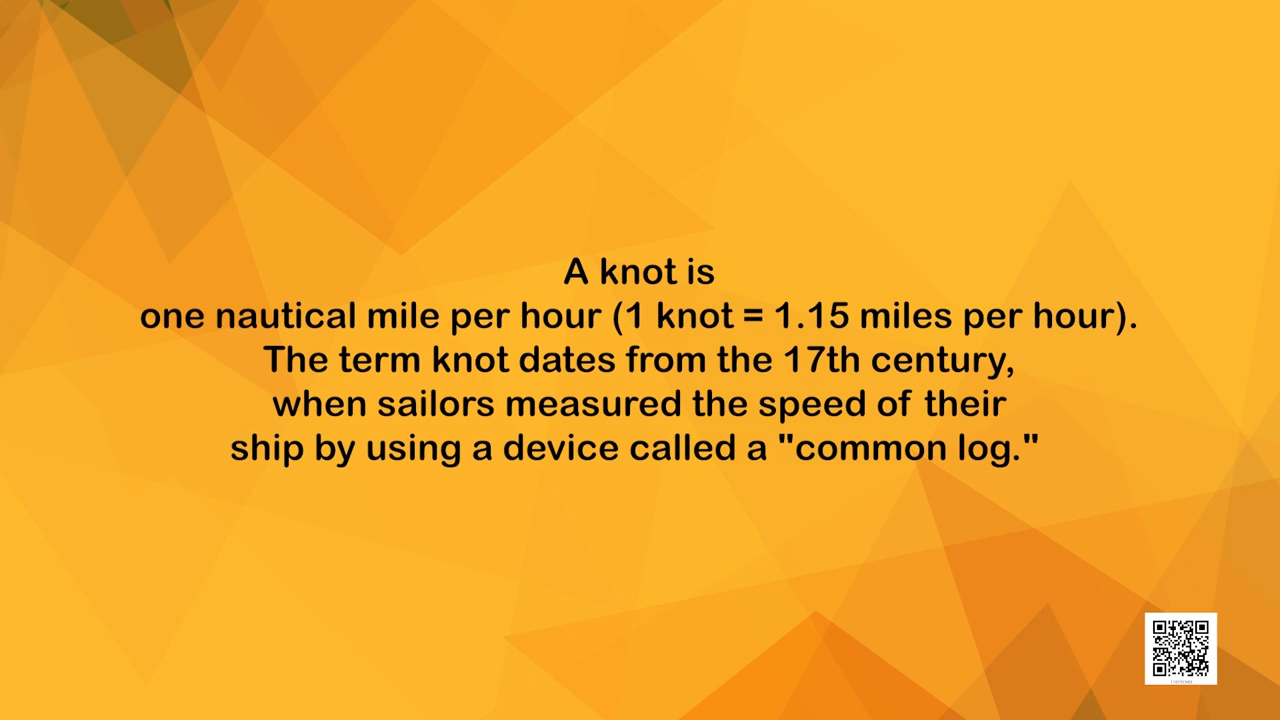 A knot is
one nautical mile per hour (1 knot = 1.15 miles per hour).
The term knot dates from the 17th century,
when sailors measured the speed of their
ship by using a device called a "common log."